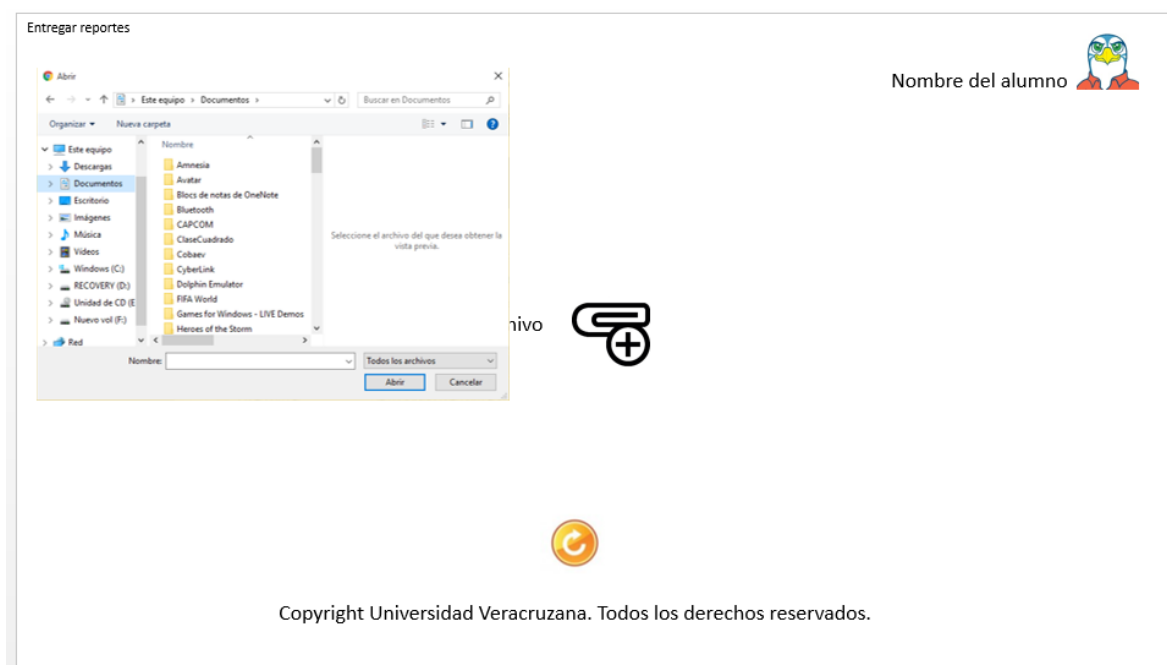 Entregar reportes
Nombre del alumno
Abrir
Este equipo > Documentos >
Buscar en Documentos
Organizar
Nueva carpeta
Este equipo
Descargas
Documentos
Escritorio
Imágenes
Música
Vídeos
Windows (C:)
RECOVERY (D:)
Unidad de CD (E
Nuevo vol (F:)
Red
Nombre
Amnesia
Avatar
Blocs de notas de OneNote
Bluetooth
CAPCOM
ClaseCuadrado
Cobaev
CyberLink
Dolphin Emulator
FIFA World
Games for Windows - LIVE Demos
Heroes of the Storm
Seleccione el archivo del que desea obtener la
vista previa.
Nombre:
Todos los archivos
Abrir
Cancelar
Copyright Universidad Veracruzana. Todos los derechos reservados.